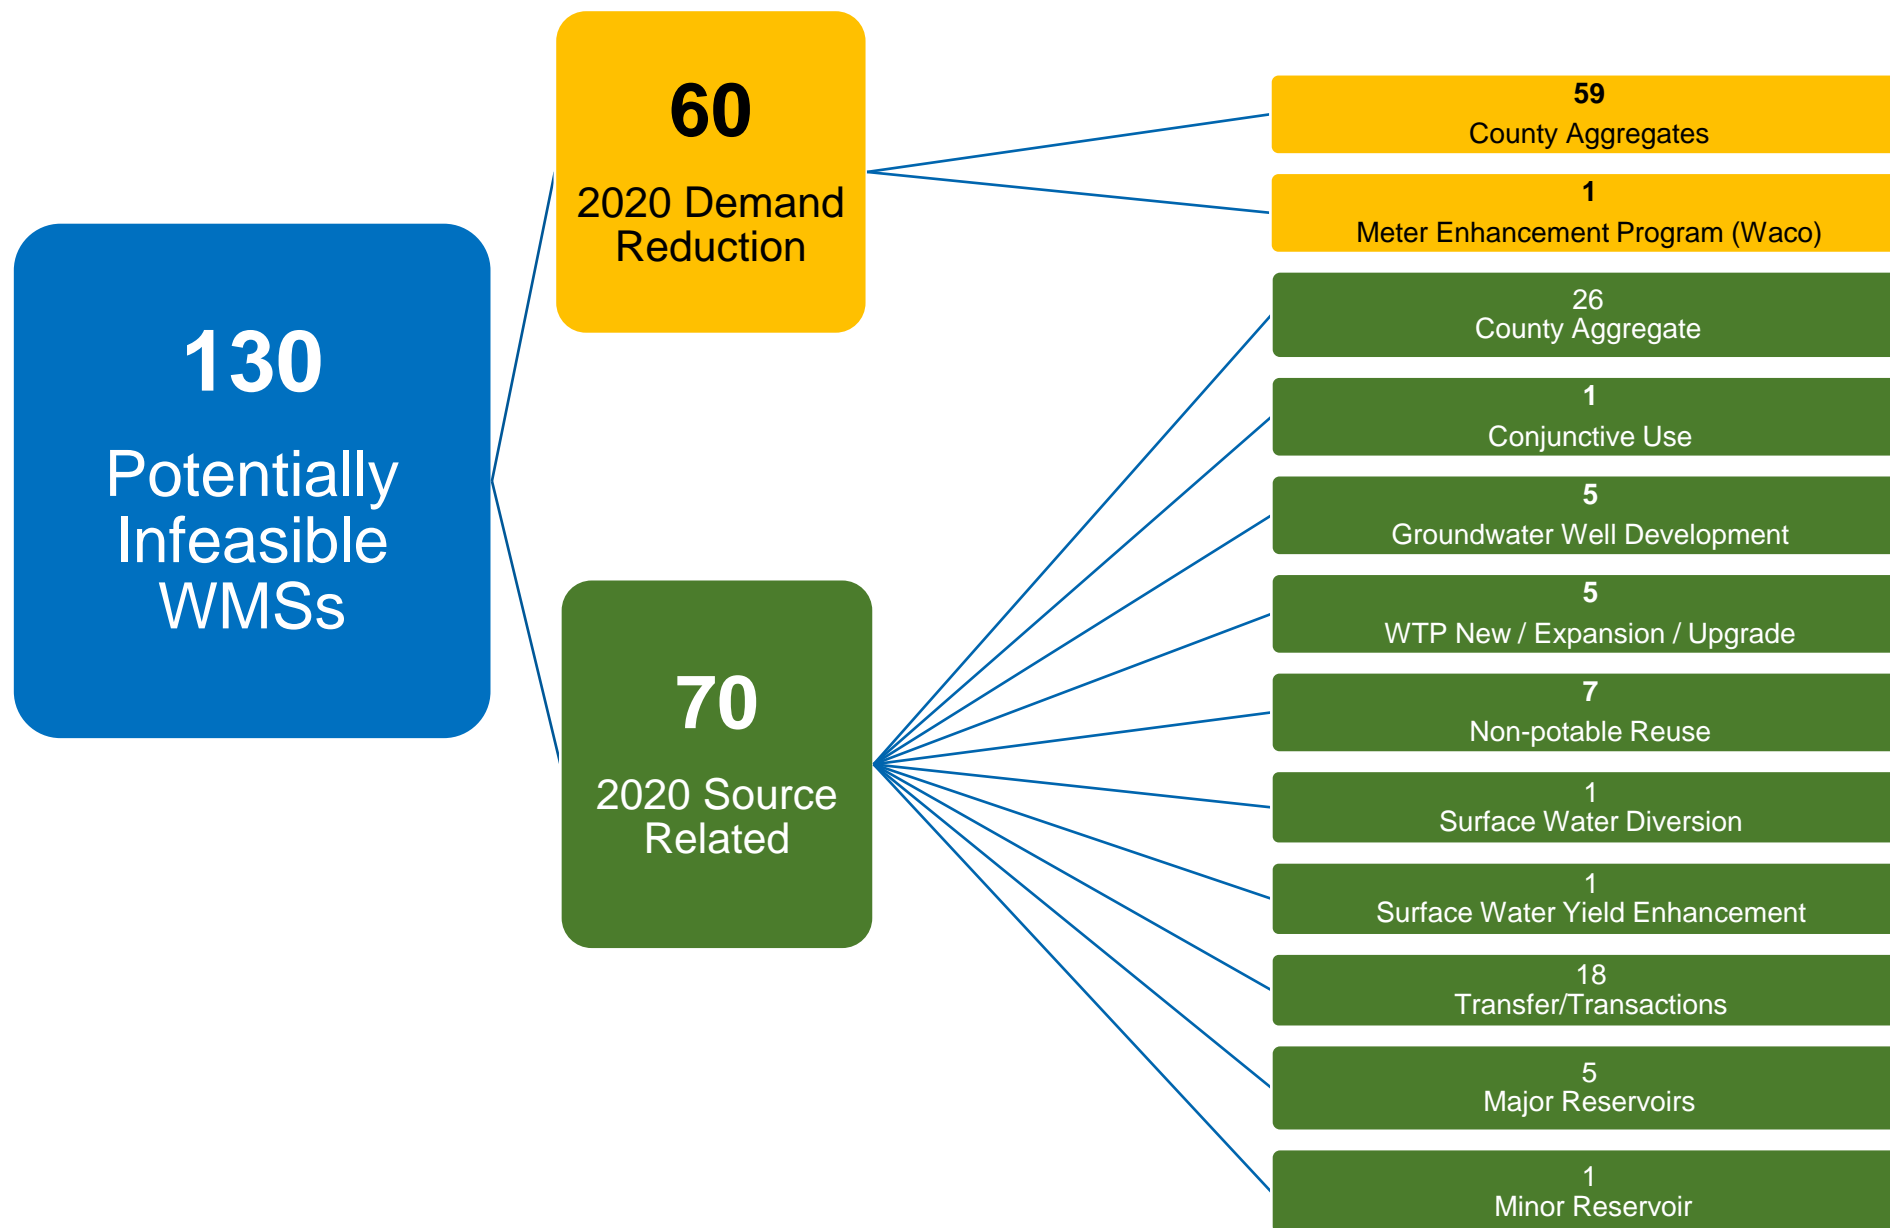 130
Potentially
Infeasible
WMSs
60
2020 Demand
Reduction
70
2020 Source
Related
59
County Aggregates
1
Meter Enhancement Program (Waco)
26
County Aggregate
1
Conjunctive Use
5
Groundwater Well Development
5
WTP New / Expansion / Upgrade
7
Non-potable Reuse
1
Surface Water Diversion
1
Surface Water Yield Enhancement
18
Transfer/Transactions
5
Major Reservoirs
1
Minor Reservoir